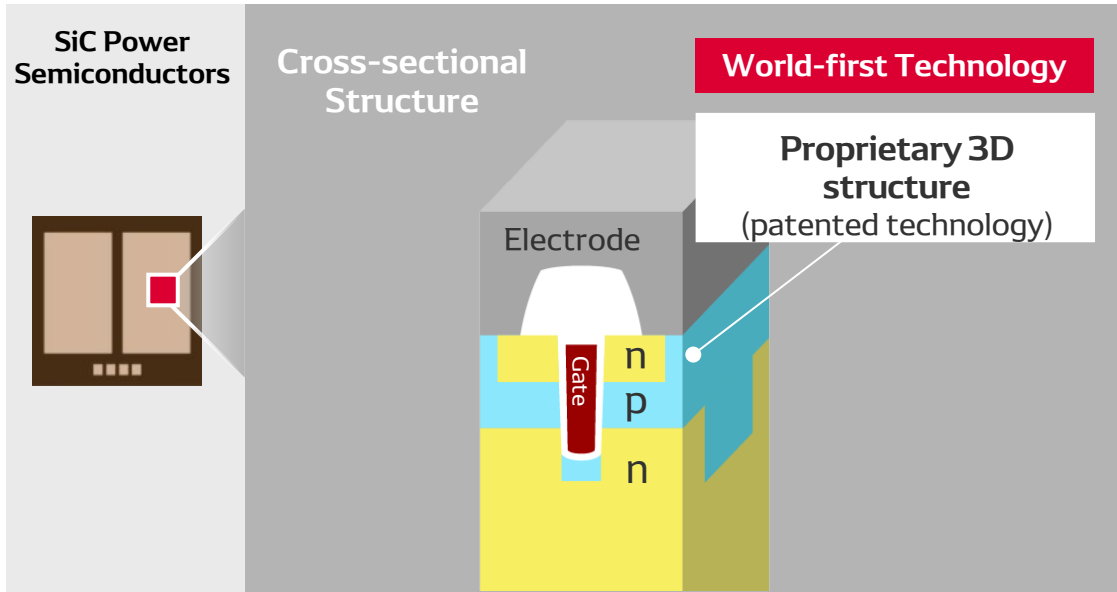 SiC Power
Semiconductors
Cross-sectional
Structure
World-first Technology
Proprietary 3D
structure
(patented technology)
Electrode
Gate
n
p
n